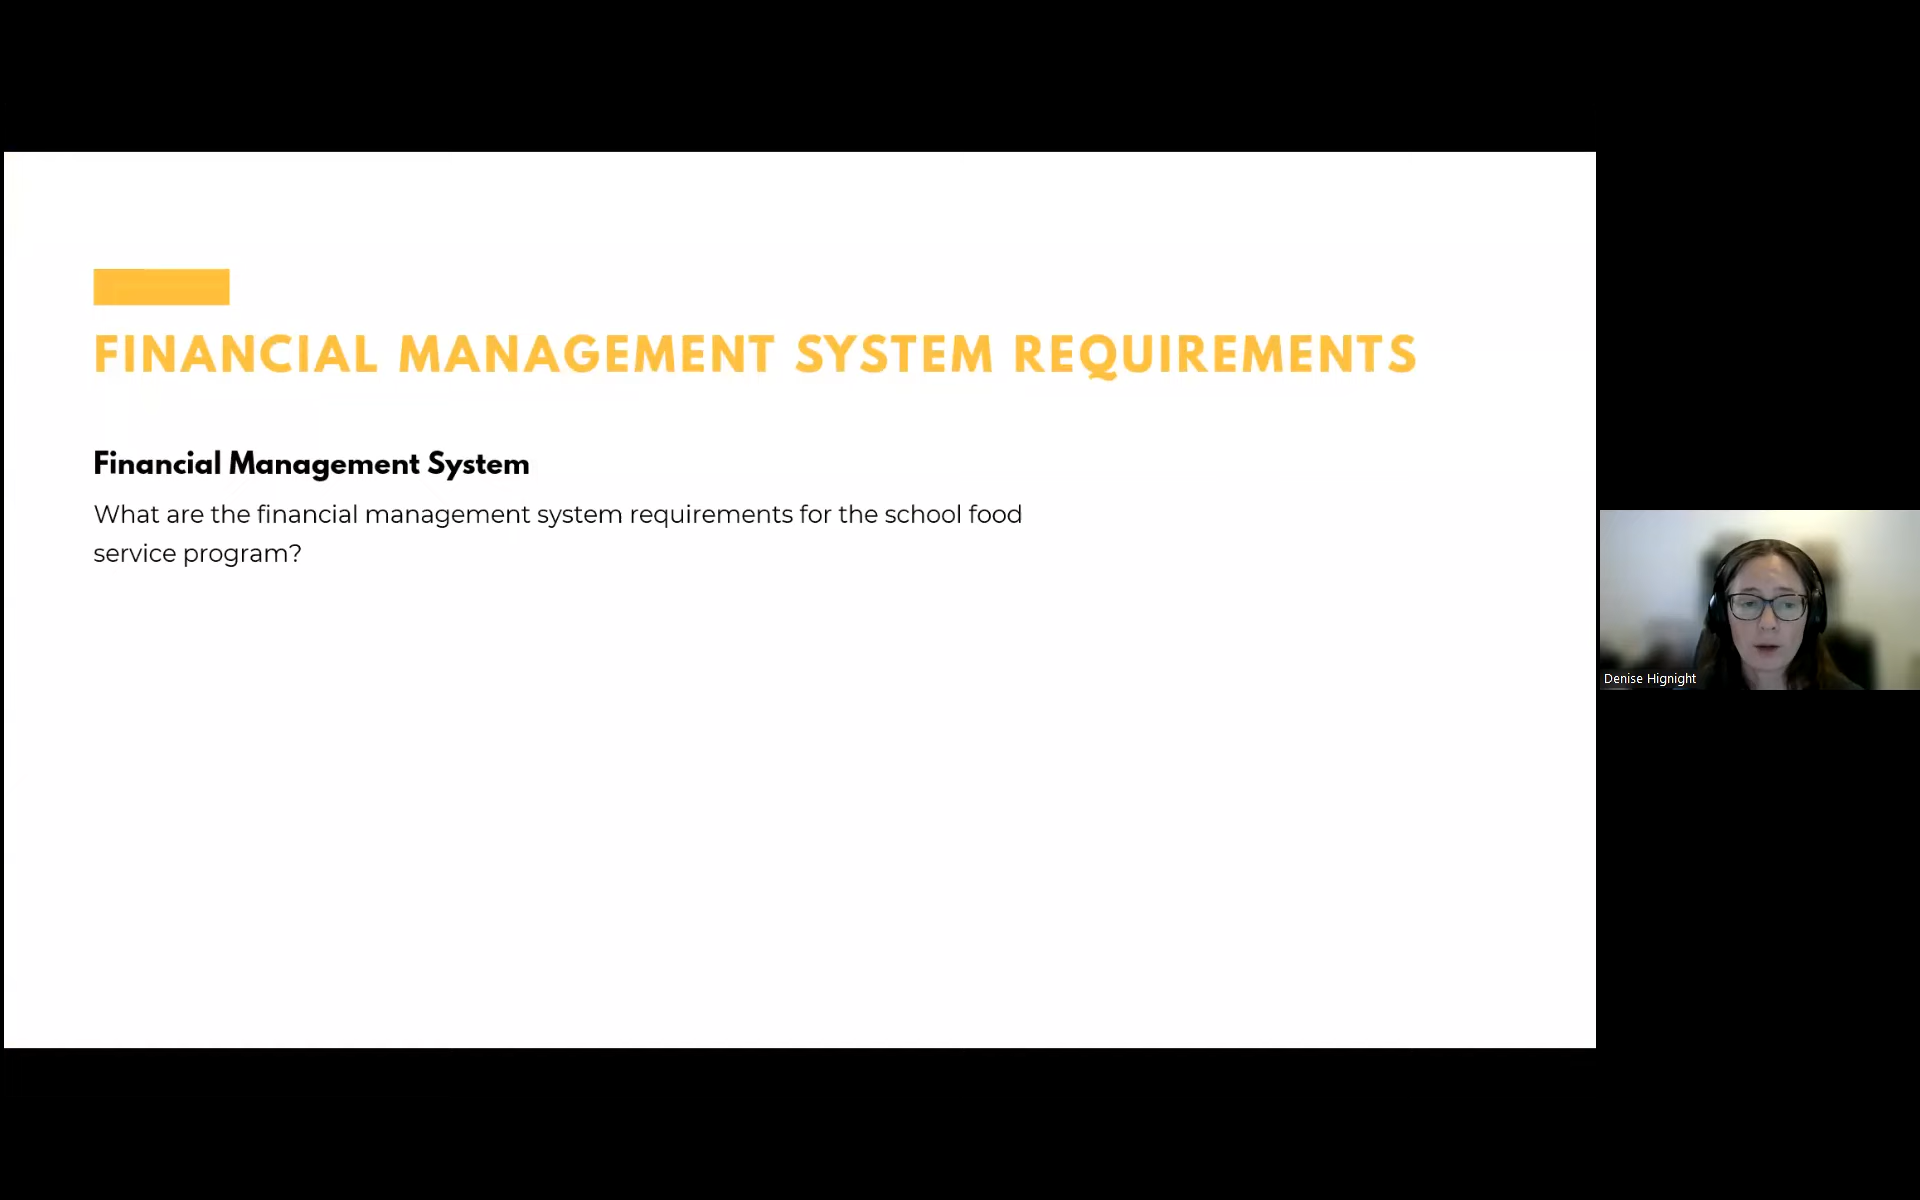 FINANCIAL MANAGEMENT SYSTEM REQUIREMENTS
Financial Management System
What are the financial management system requirements for the school food
service program?
Denise Hignight